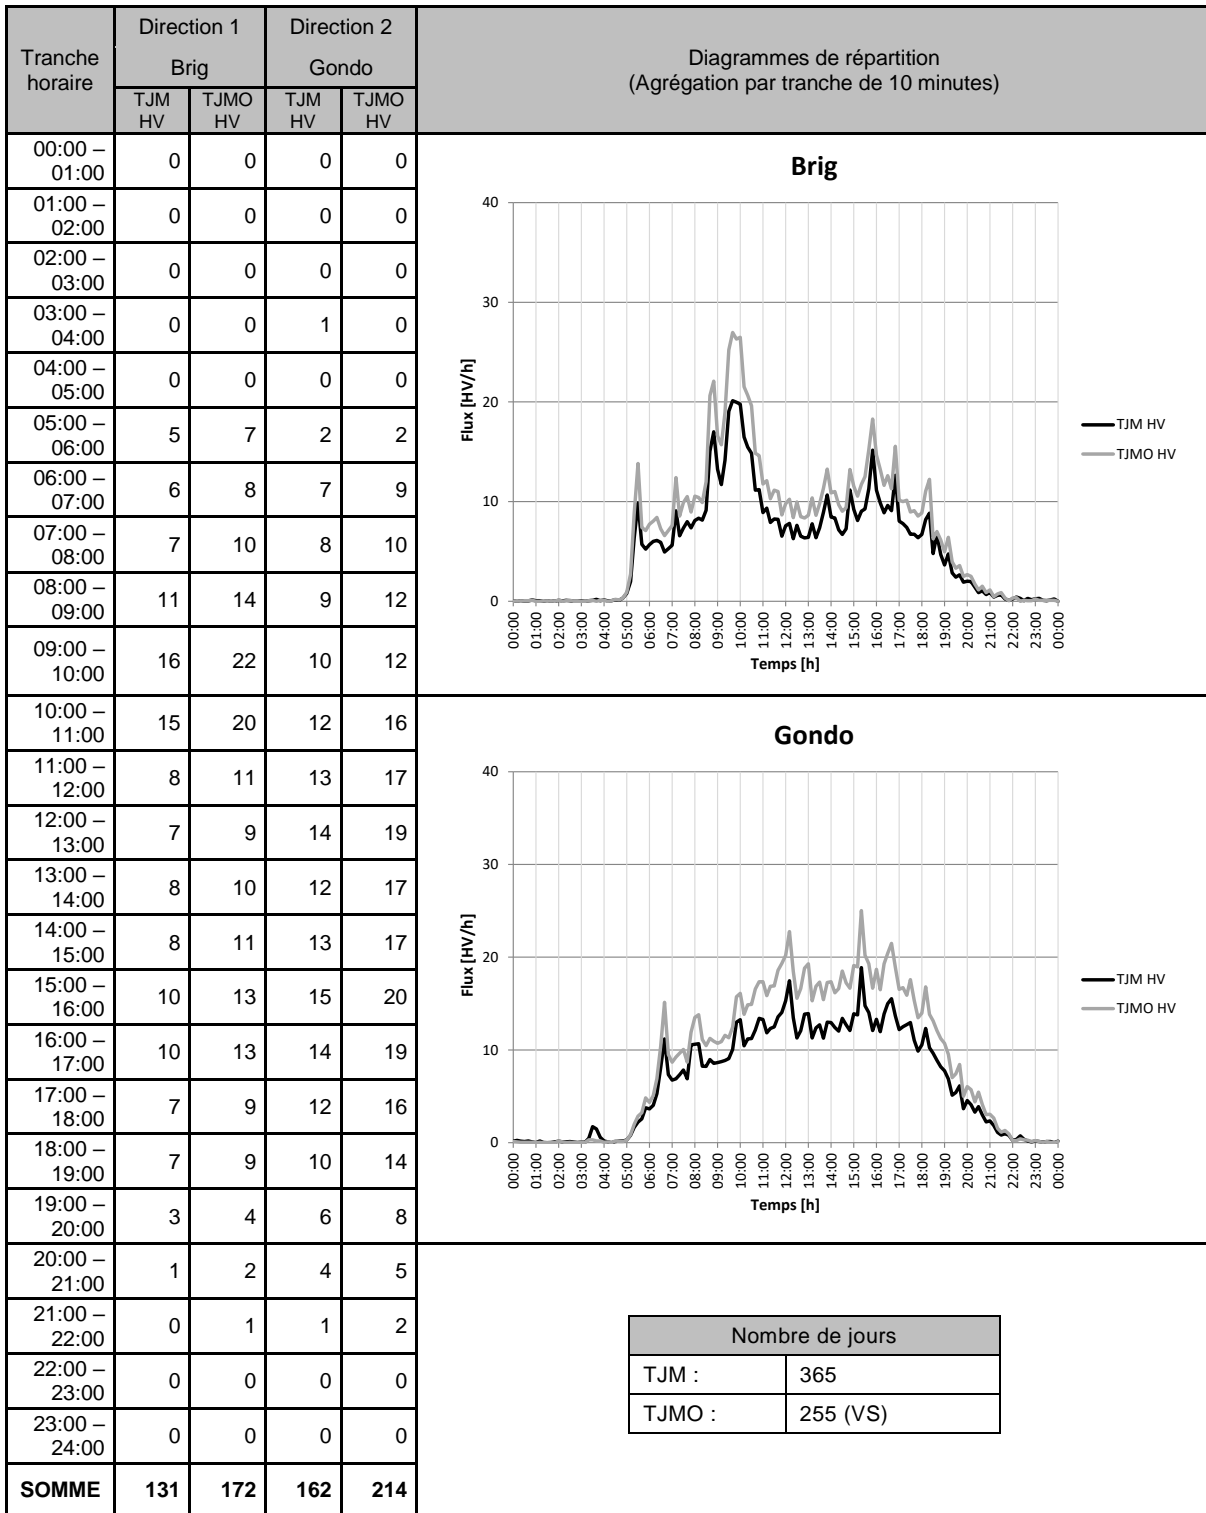 Tranche horaire
Direction 1
Direction 2
Diagrammes de répartition
(Agrégation par tranche de 10 minutes)
Brig
Gondo
TJM HV
TJMO HV
TJM HV
TJMO HV
00:00 – 01:00 0 0 0 0
01:00 – 02:00 0 0 0 0
02:00 – 03:00 0 0 0 0
03:00 – 04:00 0 0 1 0
04:00 – 05:00 0 0 0 0
05:00 – 06:00 5 7 2 2
06:00 – 07:00 6 8 7 9
07:00 – 08:00 7 10 8 10
08:00 – 09:00 11 14 9 12
09:00 – 10:00 16 22 10 12
10:00 – 11:00 15 20 12 16
11:00 – 12:00 8 11 13 17
12:00 – 13:00 7 9 14 19
13:00 – 14:00 8 10 12 17
14:00 – 15:00 8 11 13 17
15:00 – 16:00 10 13 15 20
16:00 – 17:00 10 13 14 19
17:00 – 18:00 7 9 12 16
18:00 – 19:00 7 9 10 14
19:00 – 20:00 3 4 6 8
20:00 – 21:00 1 2 4 5
21:00 – 22:00 0 1 1 2
22:00 – 23:00 0 0 0 0
23:00 – 24:00 0 0 0 0
SOMME 131 172 162 214
Brig
40
30
20
10
0
Flux [HV/h]
00:00 01:00 02:00 03:00 04:00 05:00 06:00 07:00 08:00 09:00 10:00 11:00 12:00 13:00 14:00 15:00 16:00 17:00 18:00 19:00 20:00 21:00 22:00 23:00 00:00
Temps [h]
TJM HV
TJMO HV
Gondo
40
30
20
10
0
Flux [HV/h]
00:00 01:00 02:00 03:00 04:00 05:00 06:00 07:00 08:00 09:00 10:00 11:00 12:00 13:00 14:00 15:00 16:00 17:00 18:00 19:00 20:00 21:00 22:00 23:00 00:00
Temps [h]
TJM HV
TJMO HV
Nombre de jours
TJM : 365
TJMO : 255 (VS)